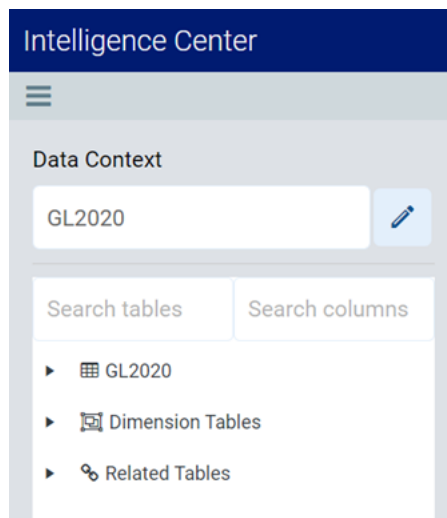 Intelligence Center
Data Context
GL2020
Search tables Search columns
GL2020
Dimension Tables
Related Tables